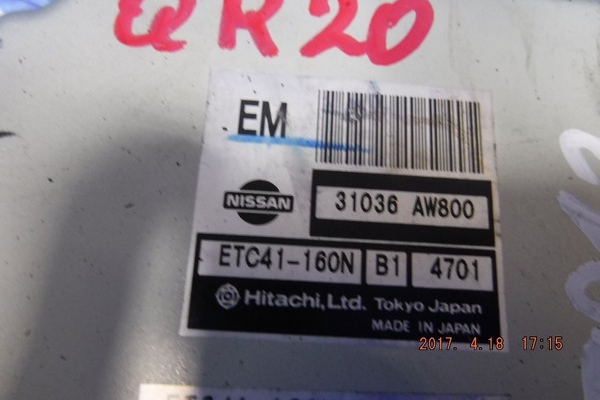 QR20
EM
NISSAN
31036 AW800
ETC41-160N B1 4701
Hitachi, Ltd. Tokyo Japan
MADE IN JAPAN
2017. 4.18 17:15